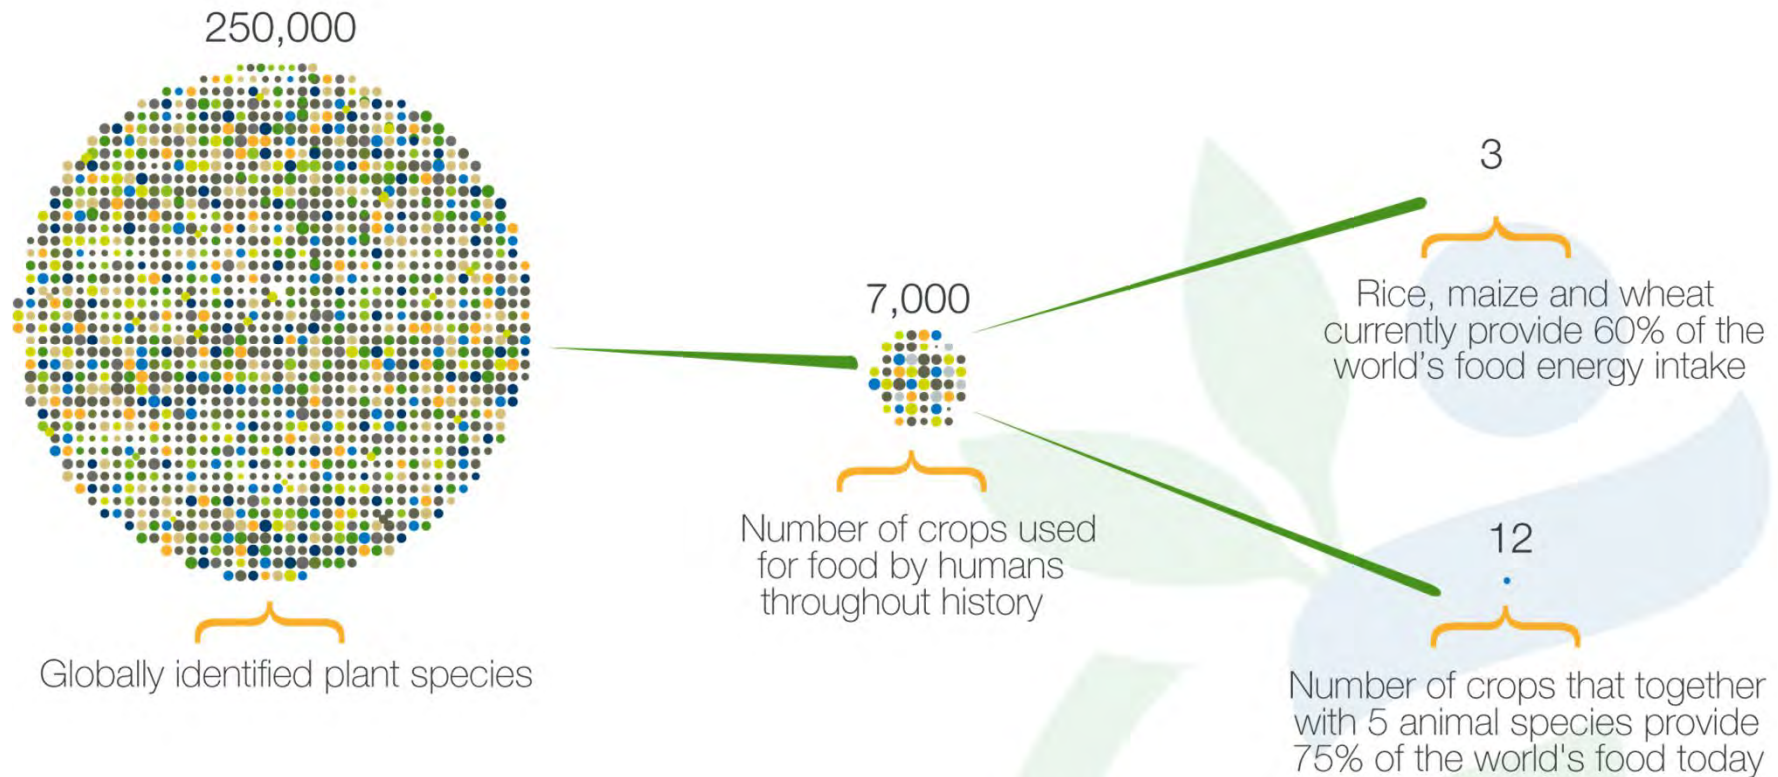 250,000
Globally identified plant species
7,000
Number of crops used
for food by humans
throughout history
3
Rice, maize and wheat
currently provide 60% of the
world's food energy intake
12
Number of crops that together
with 5 animal species provide
75% of the world's food today